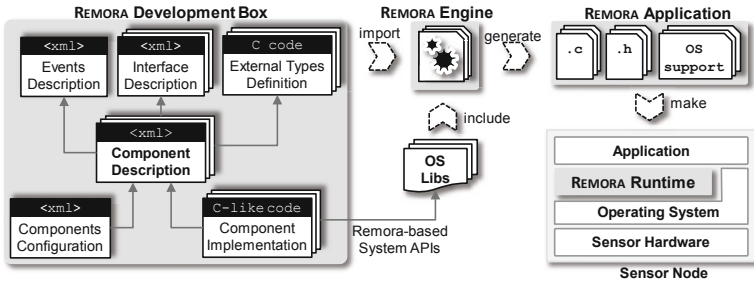 REMORA Development Box
<xml>
Events
Description
<xml>
Interface
Description
C code
External Types
Definition
<xml>
Component
Description
<xml>
Components
Configuration
C-like code
Component
Implementation
import
REMORA Engine
generate
include
OS
Libs
Remora-based
System APIs
REMORA Application
.c
.h
OS
support
make
Application
REMORA Runtime
Operating System
Sensor Hardware
Sensor Node